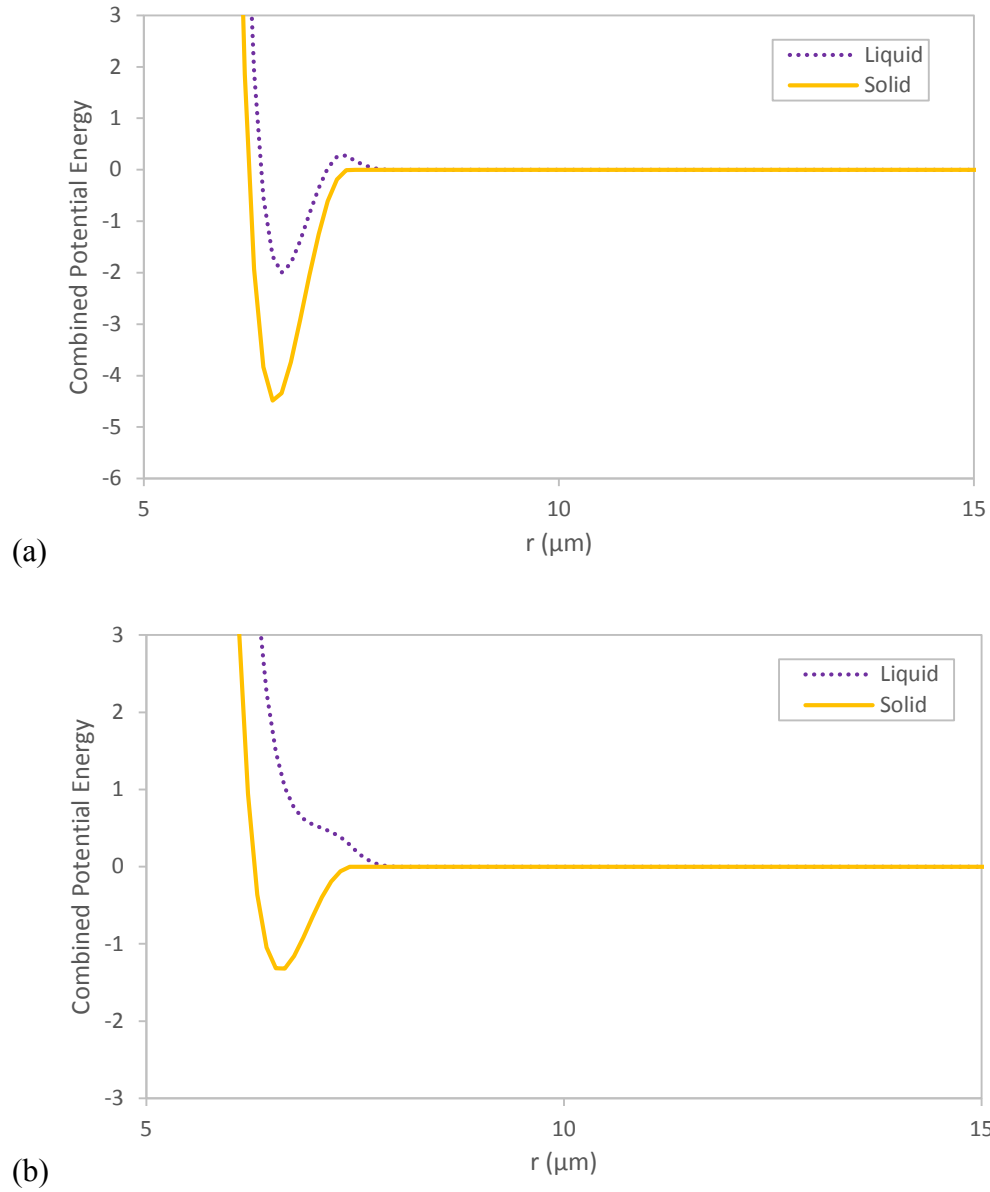 3
2
1
0
-1
-2
-3
-4
-5
-6
Combined Potential Energy
Liquid
Solid
5
10
15
r (μm)
(a)
3
2
1
0
-1
-2
-3
Combined Potential Energy
Liquid
Solid
5
10
15
r (μm)
(b)